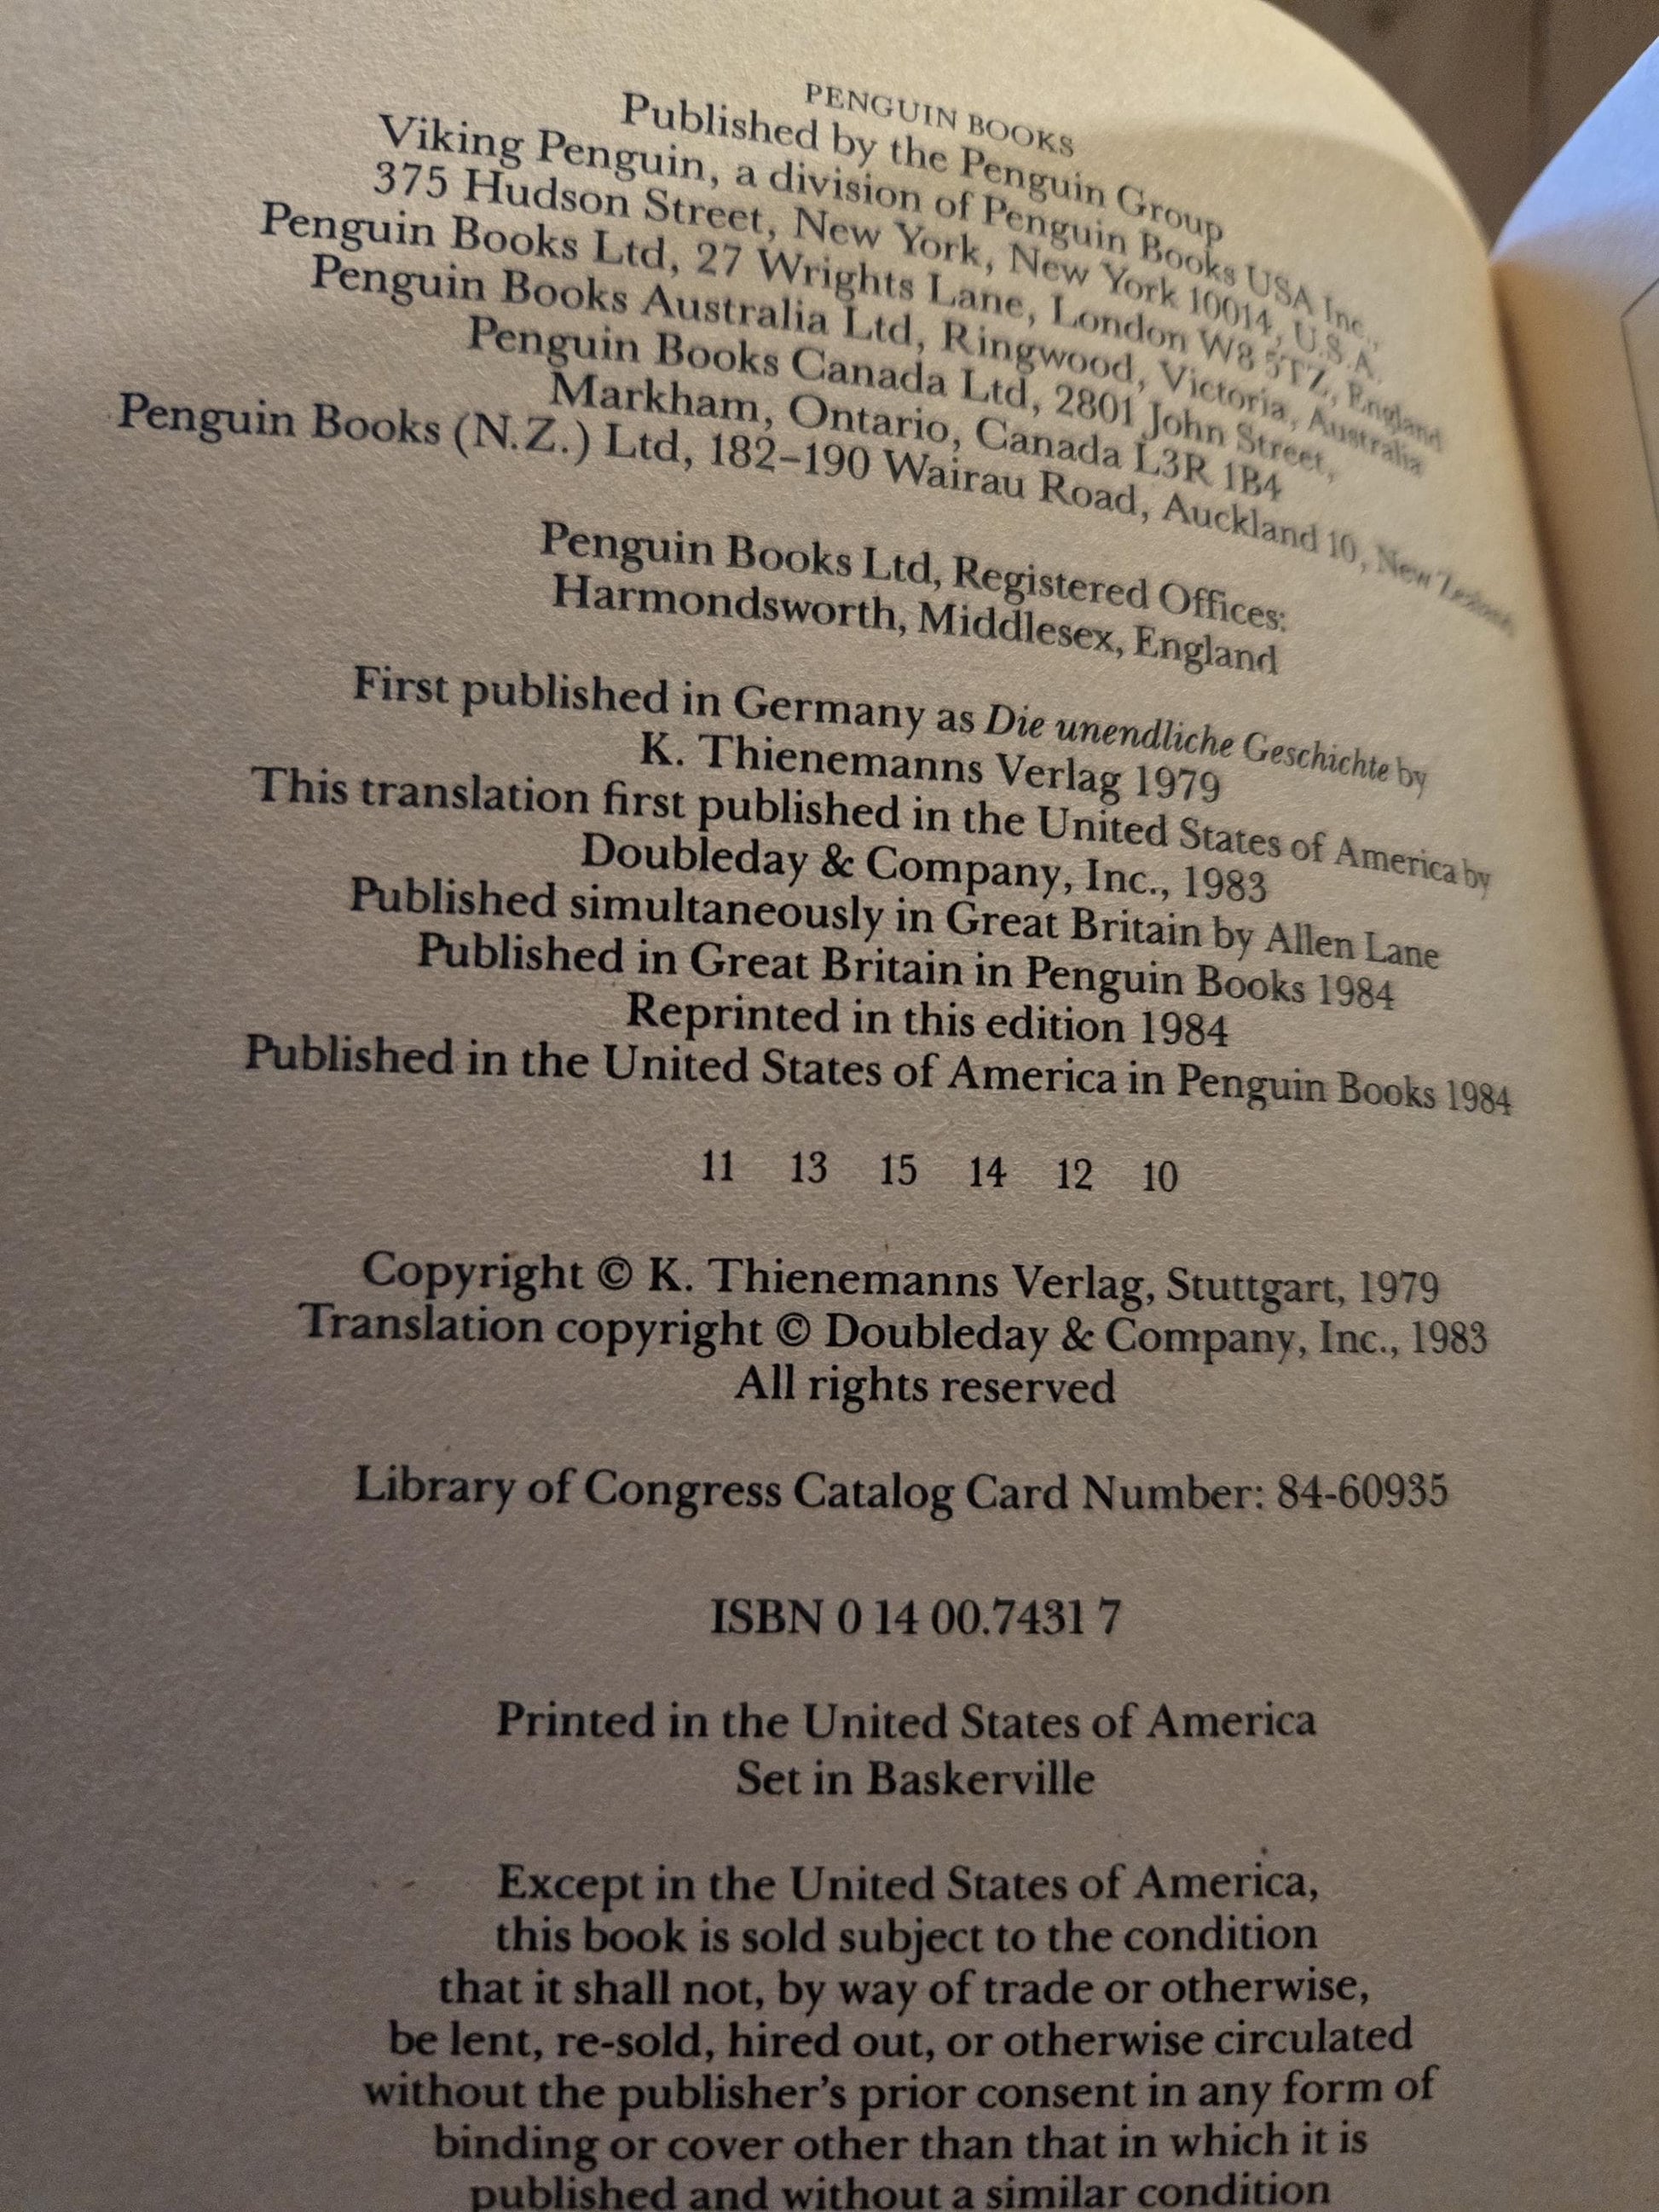 PENGUIN BOOKS
Published by the Penguin Group
Viking Penguin, a division of Penguin Books USA Inc.,
375 Hudson Street, New York, New York 10014, U.S.A.
Penguin Books Ltd, 27 Wrights Lane, London W8 5TZ, England
Penguin Books Australia Ltd, Ringwood, Victoria, Australia
Penguin Books Canada Ltd, 2801 John Street,
Markham, Ontario, Canada L3R 1B4
Penguin Books (N.Z.) Ltd, 182–190 Wairau Road, Auckland 10, New Zealand
Penguin Books Ltd, Registered Offices:
Harmondsworth, Middlesex, England
First published in Germany as Die unendliche Geschichte by
K. Thienemanns Verlag 1979
This translation first published in the United States of America by
Doubleday & Company, Inc., 1983
Published simultaneously in Great Britain by Allen Lane
Published in Great Britain in Penguin Books 1984
Reprinted in this edition 1984
Published in the United States of America in Penguin Books 1984
11 13 15 14 12 10
Copyright © K. Thienemanns Verlag, Stuttgart, 1979
Translation copyright © Doubleday & Company, Inc., 1983
All rights reserved
Library of Congress Catalog Card Number: 84-60935
ISBN 0 14 00.7431 7
Printed in the United States of America
Set in Baskerville
Except in the United States of America,
this book is sold subject to the condition
that it shall not, by way of trade or otherwise,
be lent, re-sold, hired out, or otherwise circulated
without the publisher's prior consent in any form of
binding or cover other than that in which it is
published and without a similar condition